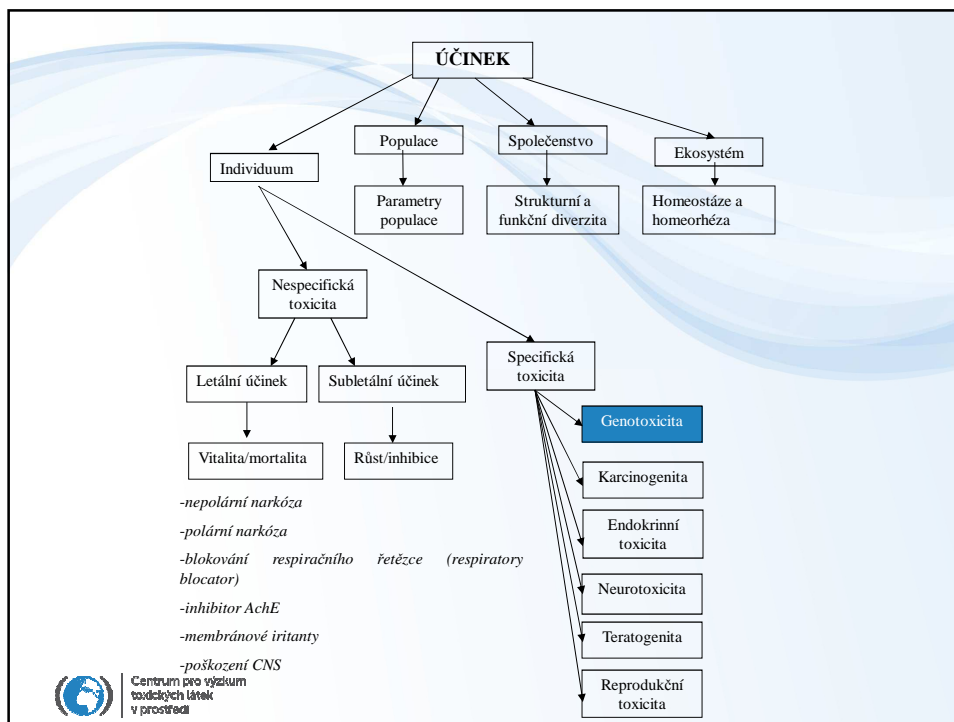 ÚČINEK
Populace
Společenstvo
Ekosystém
Individuum
Parametry
populace
Strukturní a
funkční diverzita
Homeostáze a
homeorhéza
Nespecifická
toxicita
Specifická
toxicita
Letální účinek
Subletální účinek
Genotoxicita
Vitalita/mortalita
Růst/inhibice
Karcinogenita
-nepolární narkóza
-polární narkóza
-blokování respiračního řetězce (respiratory
blocator)
-inhibitor AchE
-membránové iritanty
-poškození CNS
Endokrinní
toxicita
Neurotoxicita
Teratogenita
Reprodukční
toxicita
Centrum pro výzkum
toxických látek
v prostředí